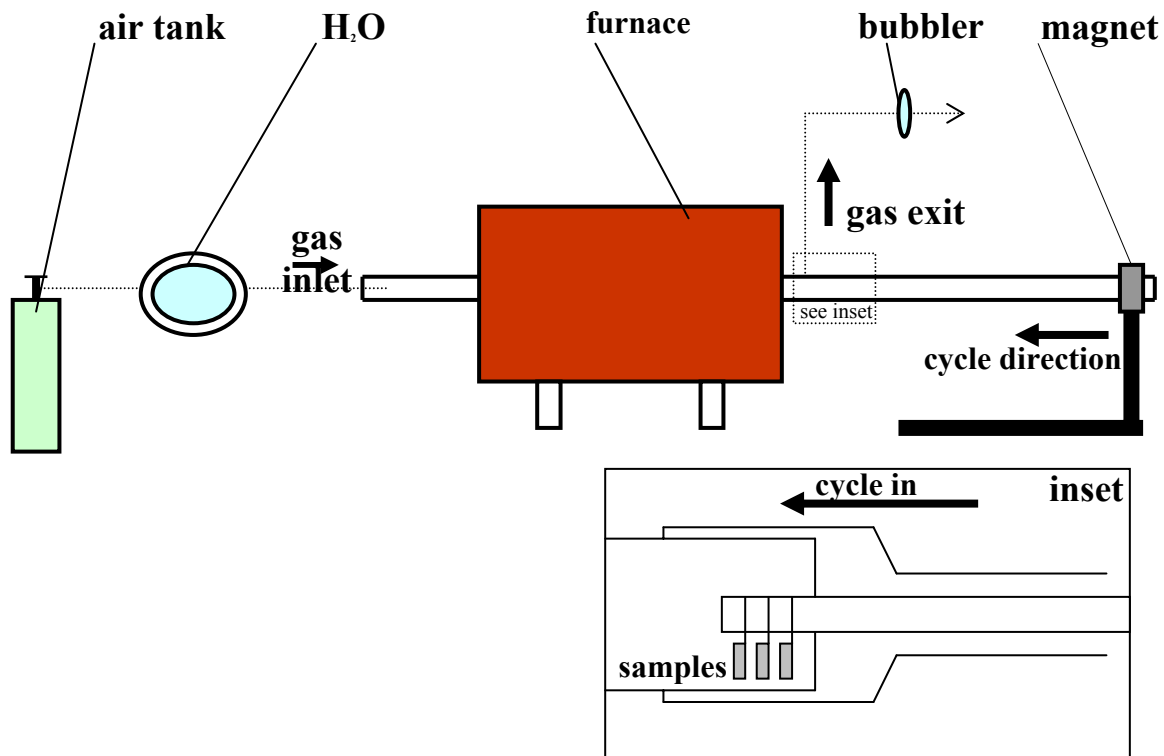 air tank
H₂O
furnace
bubbler
magnet
gas
inlet
gas exit
see inset
cycle direction
cycle in
inset
samples